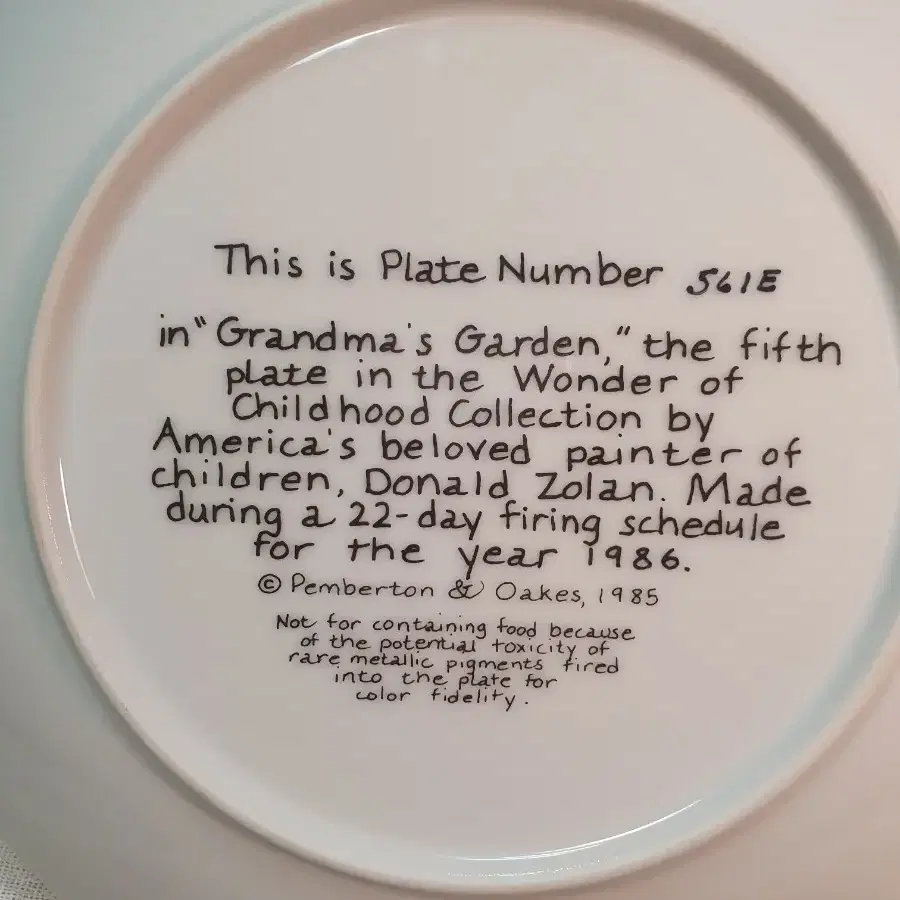 This is Plate Number 561E
in "Grandma's Garden," the fifth
plate in the Wonder of
Childhood Collection by
America's beloved painter of
children, Donald Zolan. Made
during a 22-day firing schedule
for the year 1986.
© Pemberton & Oakes, 1985
Not for containing food because
of the potential toxicity of
rare metallic pigments fired
into the plate for
color fidelity.